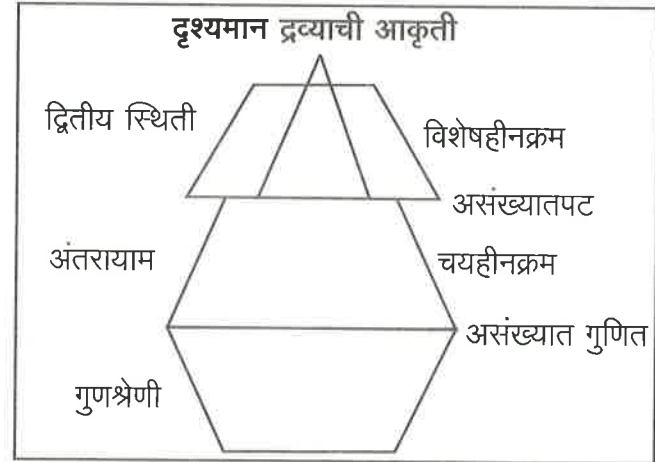 दृश्यमान द्रव्याची आकृती
द्वितीय स्थिती
विशेषहीनक्रम
असंख्यातपट
अंतरायाम
चयहीनक्रम
असंख्यात गुणित
गुणश्रेणी